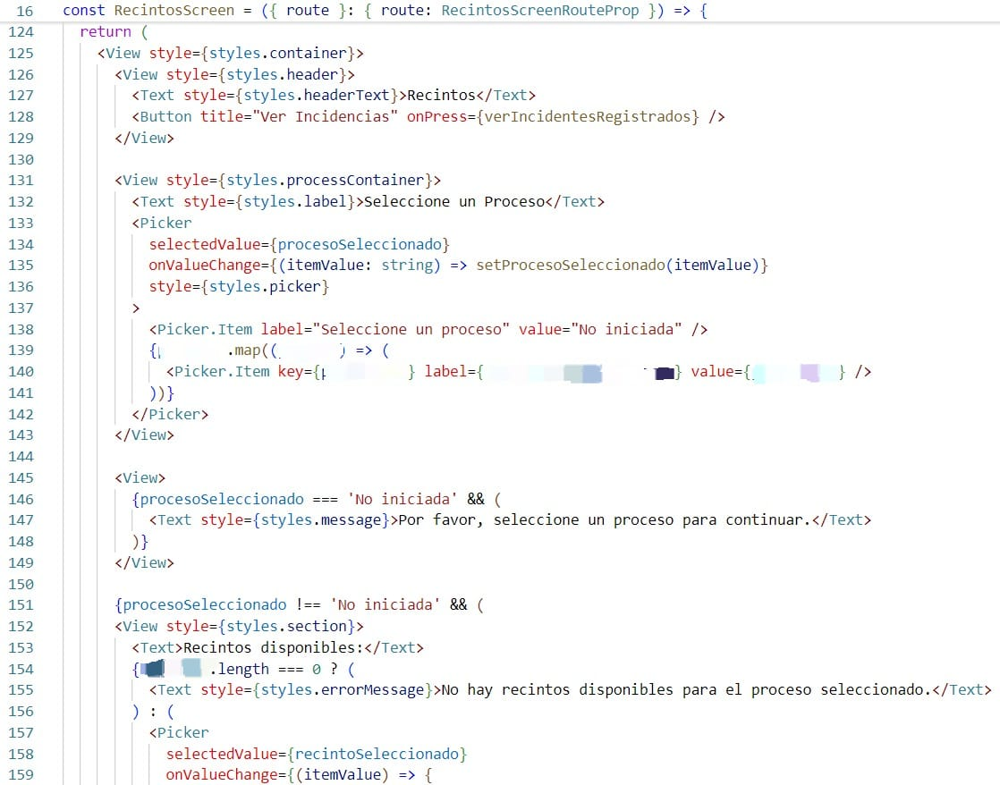 16 const RecintosScreen = ({ route }: { route: RecintosScreenRouteProp }) => {
124 return (
125 <View style={styles.container}>
126 <View style={styles.header}>
127 <Text style={styles.headerText}>Recintos</Text>
128 <Button title="Ver Incidencias" onPress={verIncidentesRegistrados} />
129 </View>
130
131 <View style={styles.processContainer}>
132 <Text style={styles.label}>Seleccione un Proceso</Text>
133 <Picker
134 selectedValue={procesoSeleccionado}
135 onValueChange={(itemValue: string) => setProcesoSeleccionado(itemValue)}
136 style={styles.picker}
137 >
138 <Picker.Item label="Seleccione un proceso" value="No iniciada" />
139 { .map(( ) => (
140 <Picker.Item key={ } label={ } value={ } />
141 ))}
142 </Picker>
143 </View>
144
145 <View>
146 {procesoSeleccionado === 'No iniciada' && (
147 <Text style={styles.message}>Por favor, seleccione un proceso para continuar.</Text>
148 )}
149 </View>
150
151 {procesoSeleccionado !== 'No iniciada' && (
152 <View style={styles.section}>
153 <Text>Recintos disponibles:</Text>
154 { .length === 0 ? (
155 <Text style={styles.errorMessage}>No hay recintos disponibles para el proceso seleccionado.</Text>
156 ) : (
157 <Picker
158 selectedValue={recintoSeleccionado}
159 onValueChange={(itemValue) => {